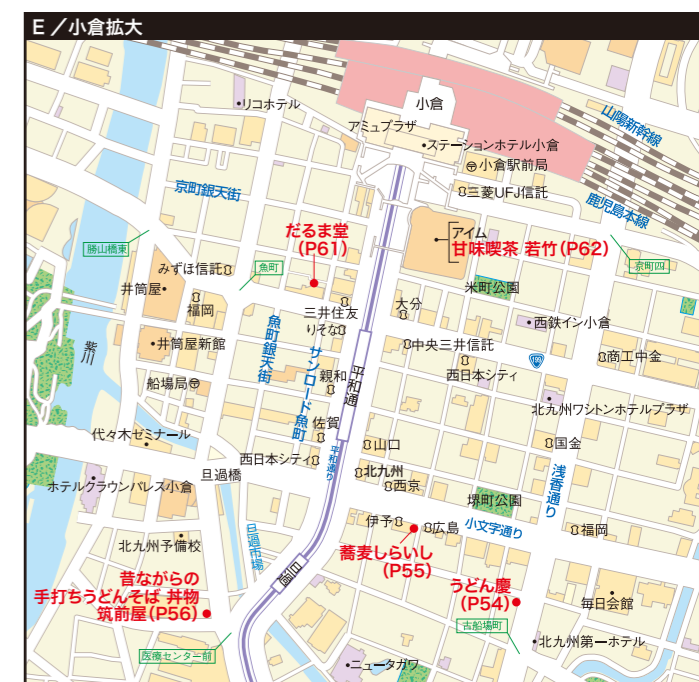 E／小倉拡大
リコホテル
小倉
アミュプラザ
ステーションホテル小倉
小倉駅前局
三菱UFJ信託
山陽新幹線
鹿児島本線
京町銀天街
勝山橋東
だるま堂
(P61)
アイム
甘味喫茶 若竹(P62)
京町四
みずほ信託
魚町
井筒屋
福岡
米町公園
三井住友
りそな
大分
西鉄イン小倉
紫川
井筒屋新館
魚町銀天街
サンロード魚町
中央三井信託
西日本シティ
199
商工中金
船場局
親和
平和通
北九州ワシントンホテルプラザ
代々木ゼミナール
佐賀
平和通り
山口
国金
西日本シティ
旦過橋
北九州
西京
浅香通り
ホテルクラウンパレス小倉
堺町公園
伊予
広島
小文字通り
福岡
北九州予備校
旦過市場
蕎麦しらいし
(P55)
旦過
昔ながらの
手打ちうどんそば 丼物
筑前屋(P56)
うどん慶
(P54)
毎日会館
古船場町
医療センター前
北九州第一ホテル
ニュータガワ